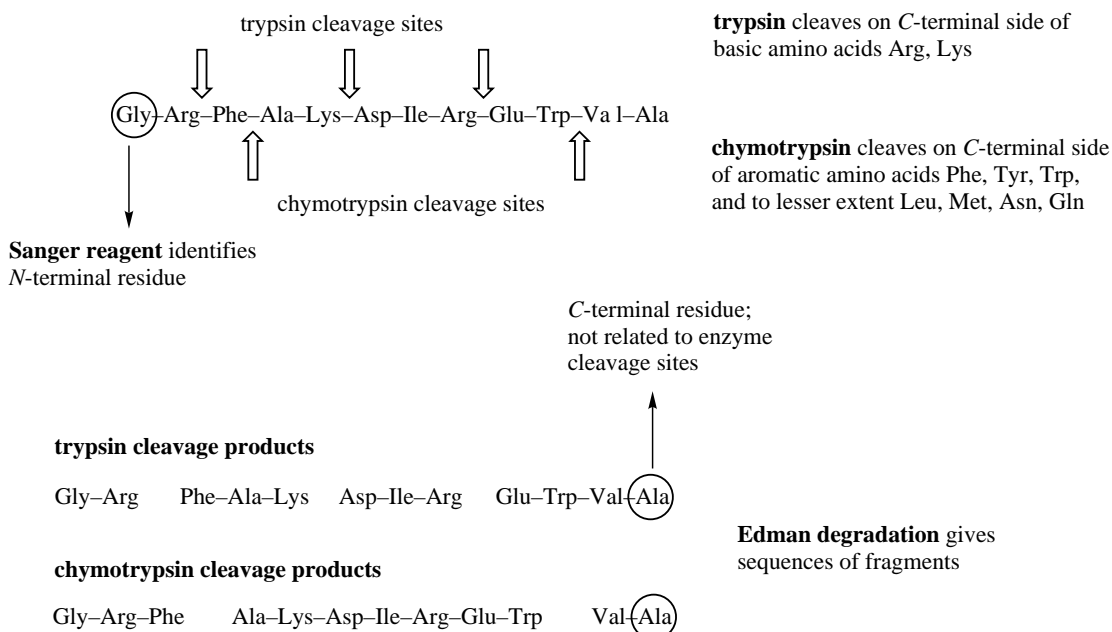 trypsin cleavage sites
trypsin cleaves on C-terminal side of
basic amino acids Arg, Lys
Gly–Arg–Phe–Ala–Lys–Asp–Ile–Arg–Glu–Trp–Va l–Ala
chymotrypsin cleaves on C-terminal side
of aromatic amino acids Phe, Tyr, Trp,
and to lesser extent Leu, Met, Asn, Gln
chymotrypsin cleavage sites
Sanger reagent identifies
N-terminal residue
C-terminal residue;
not related to enzyme
cleavage sites
trypsin cleavage products
Gly–Arg Phe–Ala–Lys Asp–Ile–Arg Glu–Trp–Val–Ala
Edman degradation gives
sequences of fragments
chymotrypsin cleavage products
Gly–Arg–Phe Ala–Lys–Asp–Ile–Arg–Glu–Trp Val–Ala